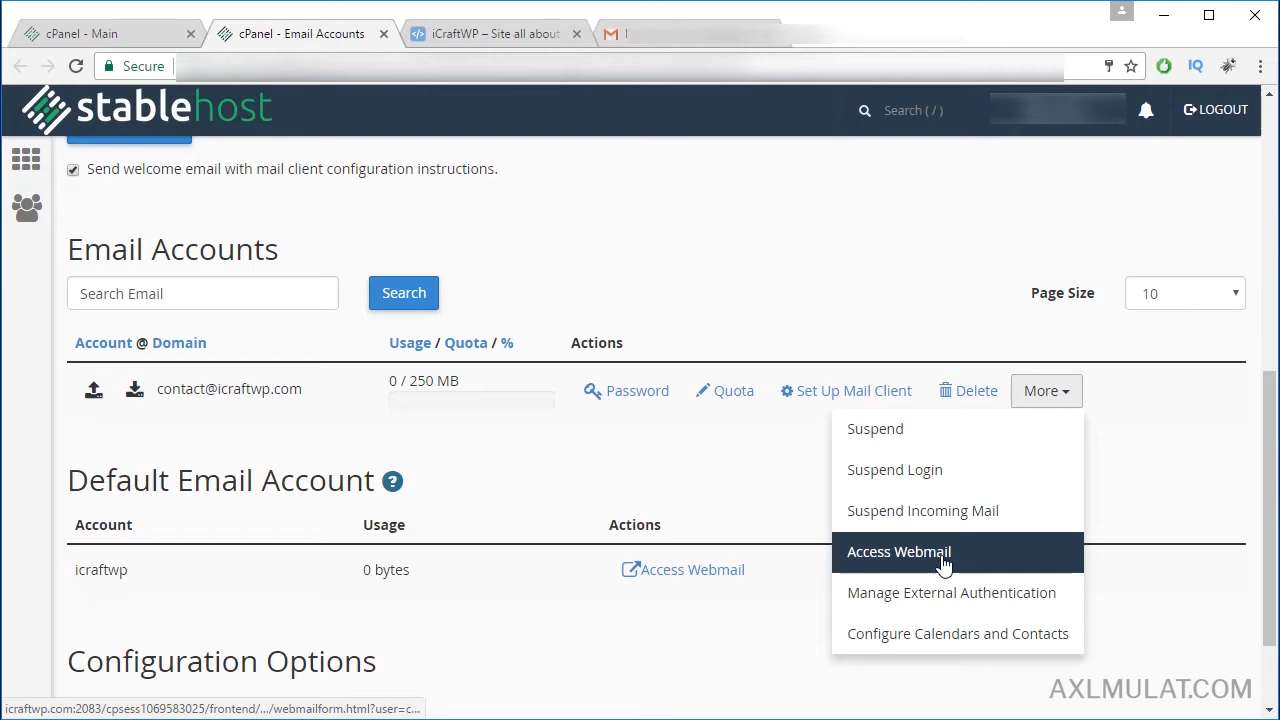 cPanel - Main
cPanel - Email Accounts
iCraftWP – Site all about
Secure
IQ
stablehost
Search ( / )
LOGOUT
Send welcome email with mail client configuration instructions.
Email Accounts
Search Email
Search
Page Size
10
Account @ Domain
Usage / Quota / %
Actions
contact@icraftwp.com
0 / 250 MB
Password
Quota
Set Up Mail Client
Delete
More
Suspend
Suspend Login
Suspend Incoming Mail
Access Webmail
Manage External Authentication
Configure Calendars and Contacts
Default Email Account ?
Account
Usage
Actions
icraftwp
0 bytes
Access Webmail
Configuration Options
AXLMULAT.COM
icraftwp.com:2083/cpsess1069583025/frontend/.../webmailform.html?user=c...